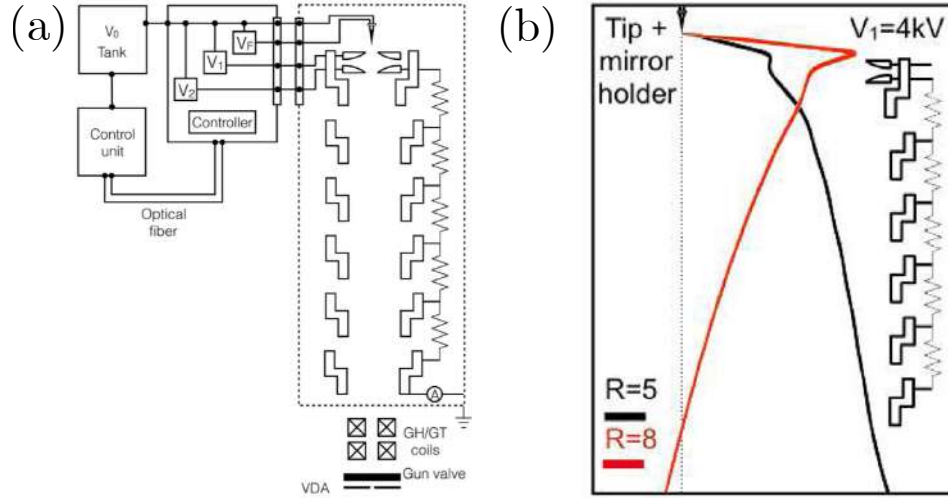 (a)
V₀
Tank
Control
unit
Optical
fiber
V_F
V₁
V₂
Controller
A
GH/GT
coils
Gun valve
VDA
(b)
Tip +
mirror
holder
V₁=4kV
R=5
R=8